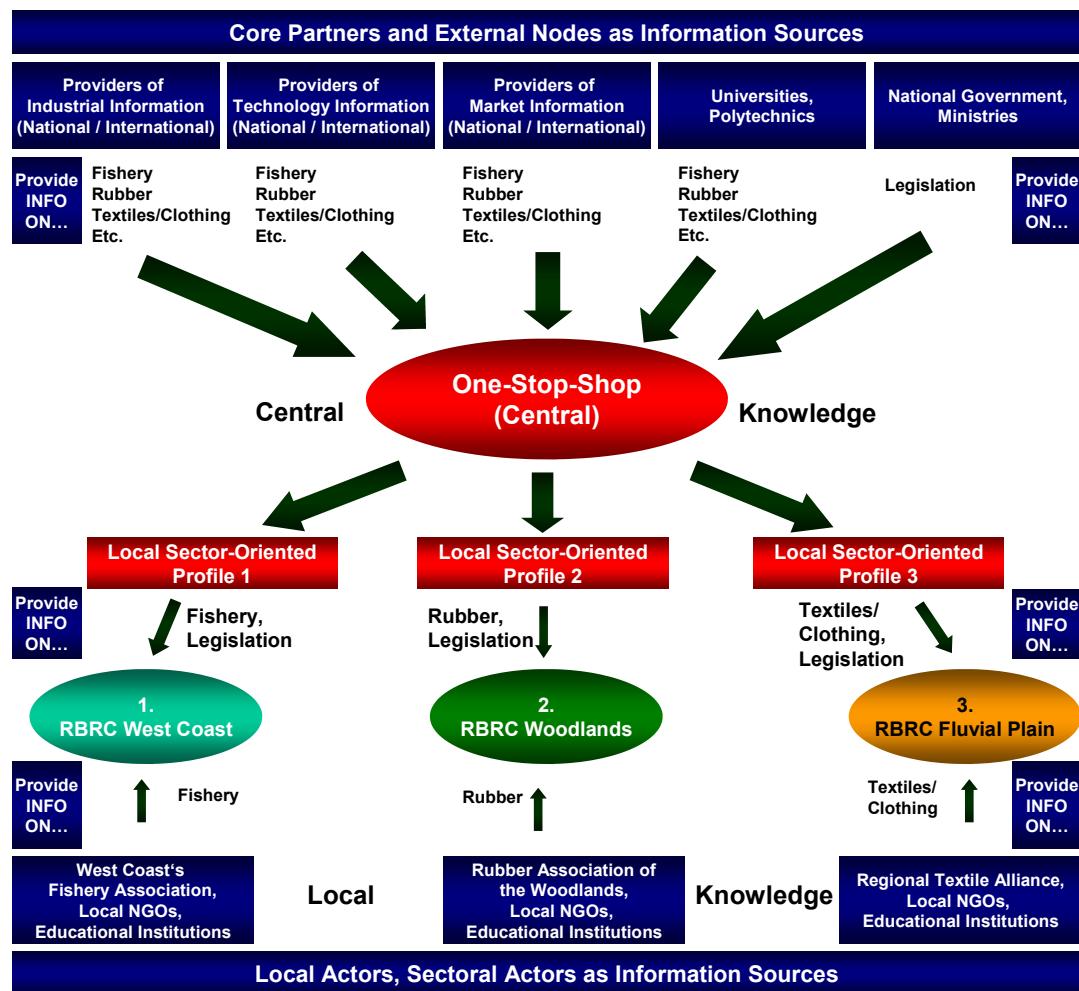 Core Partners and External Nodes as Information Sources
Providers of
Industrial Information
(National / International)
Providers of
Technology Information
(National / International)
Providers of
Market Information
(National / International)
Universities,
Polytechnics
National Government,
Ministries
Provide
INFO
ON…
Fishery
Rubber
Textiles/Clothing
Etc.
Fishery
Rubber
Textiles/Clothing
Etc.
Fishery
Rubber
Textiles/Clothing
Etc.
Fishery
Rubber
Textiles/Clothing
Etc.
Legislation
Provide
INFO
ON…
Central
One-Stop-Shop
(Central)
Knowledge
Local Sector-Oriented
Profile 1
Local Sector-Oriented
Profile 2
Local Sector-Oriented
Profile 3
Provide
INFO
ON…
Fishery,
Legislation
Rubber,
Legislation
Textiles/
Clothing,
Legislation
Provide
INFO
ON…
1.
RBRC West Coast
2.
RBRC Woodlands
3.
RBRC Fluvial Plain
Provide
INFO
ON…
Fishery
Rubber
Textiles/
Clothing
Provide
INFO
ON…
West Coast‘s
Fishery Association,
Local NGOs,
Educational Institutions
Local
Rubber Association of
the Woodlands,
Local NGOs,
Educational Institutions
Knowledge
Regional Textile Alliance,
Local NGOs,
Educational Institutions
Local Actors, Sectoral Actors as Information Sources